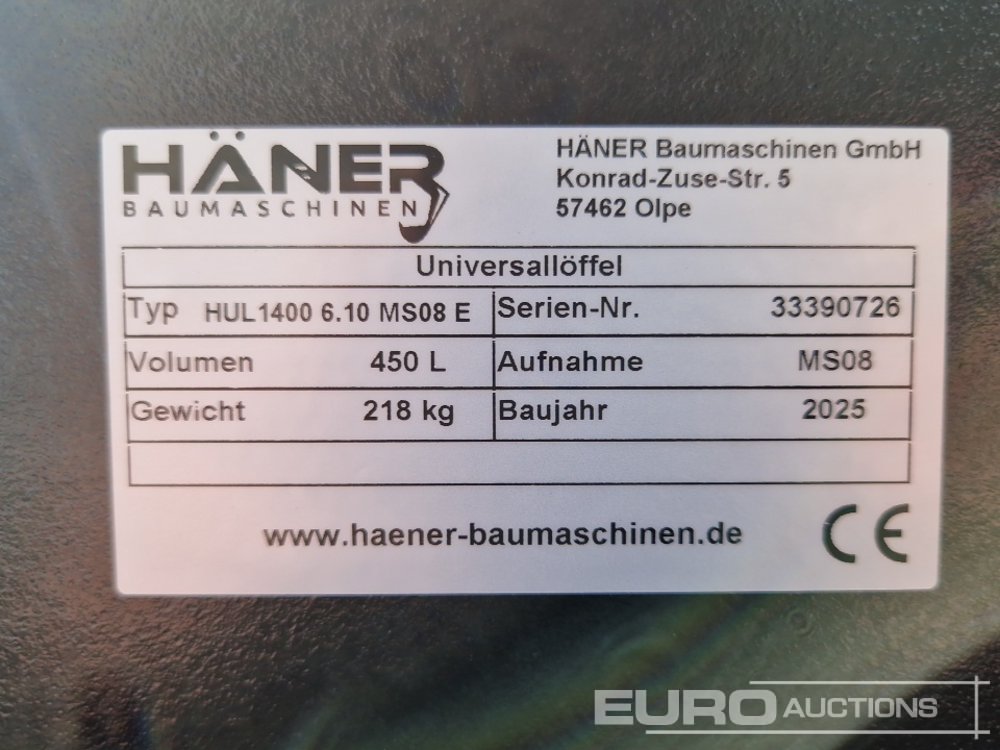 HÄNER
BAUMASCHINEN
HÄNER Baumaschinen GmbH
Konrad-Zuse-Str. 5
57462 Olpe
Universallöffel
Typ HUL1400 6.10 MS08 E Serien-Nr. 33390726
Volumen 450 L Aufnahme MS08
Gewicht 218 kg Baujahr 2025
www.haener-baumaschinen.de CE
EURO AUCTIONS